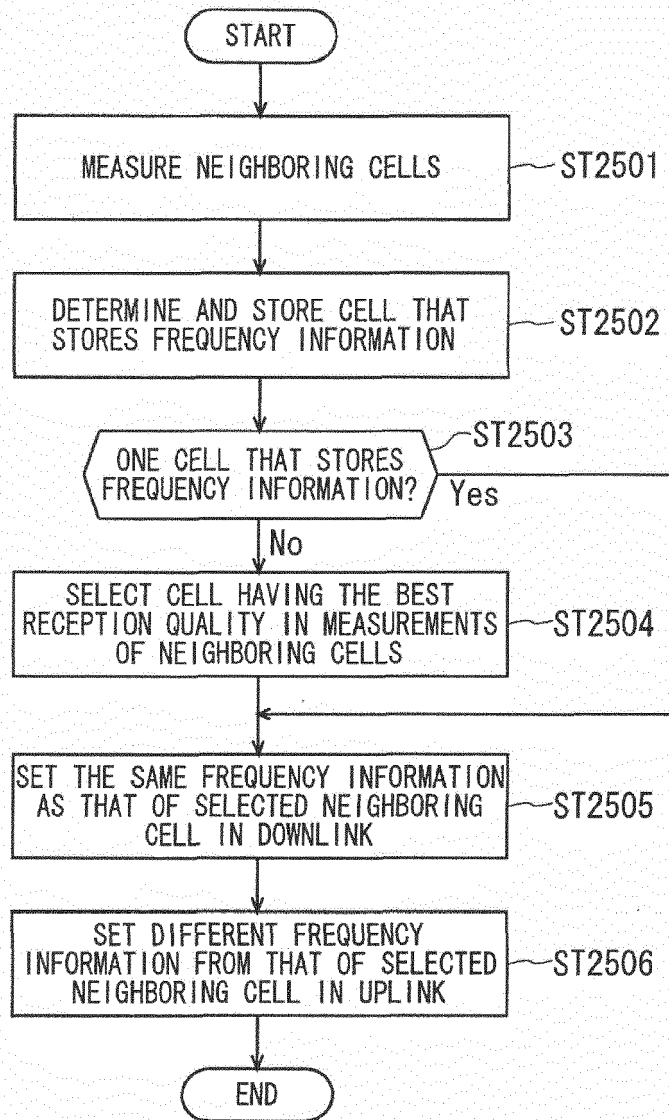 START
MEASURE NEIGHBORING CELLS
ST2501
DETERMINE AND STORE CELL THAT
STORES FREQUENCY INFORMATION
ST2502
ONE CELL THAT STORES
FREQUENCY INFORMATION?
ST2503
Yes
No
SELECT CELL HAVING THE BEST
RECEPTION QUALITY IN MEASUREMENTS
OF NEIGHBORING CELLS
ST2504
SET THE SAME FREQUENCY INFORMATION
AS THAT OF SELECTED NEIGHBORING
CELL IN DOWNLINK
ST2505
SET DIFFERENT FREQUENCY
INFORMATION FROM THAT OF SELECTED
NEIGHBORING CELL IN UPLINK
ST2506
END